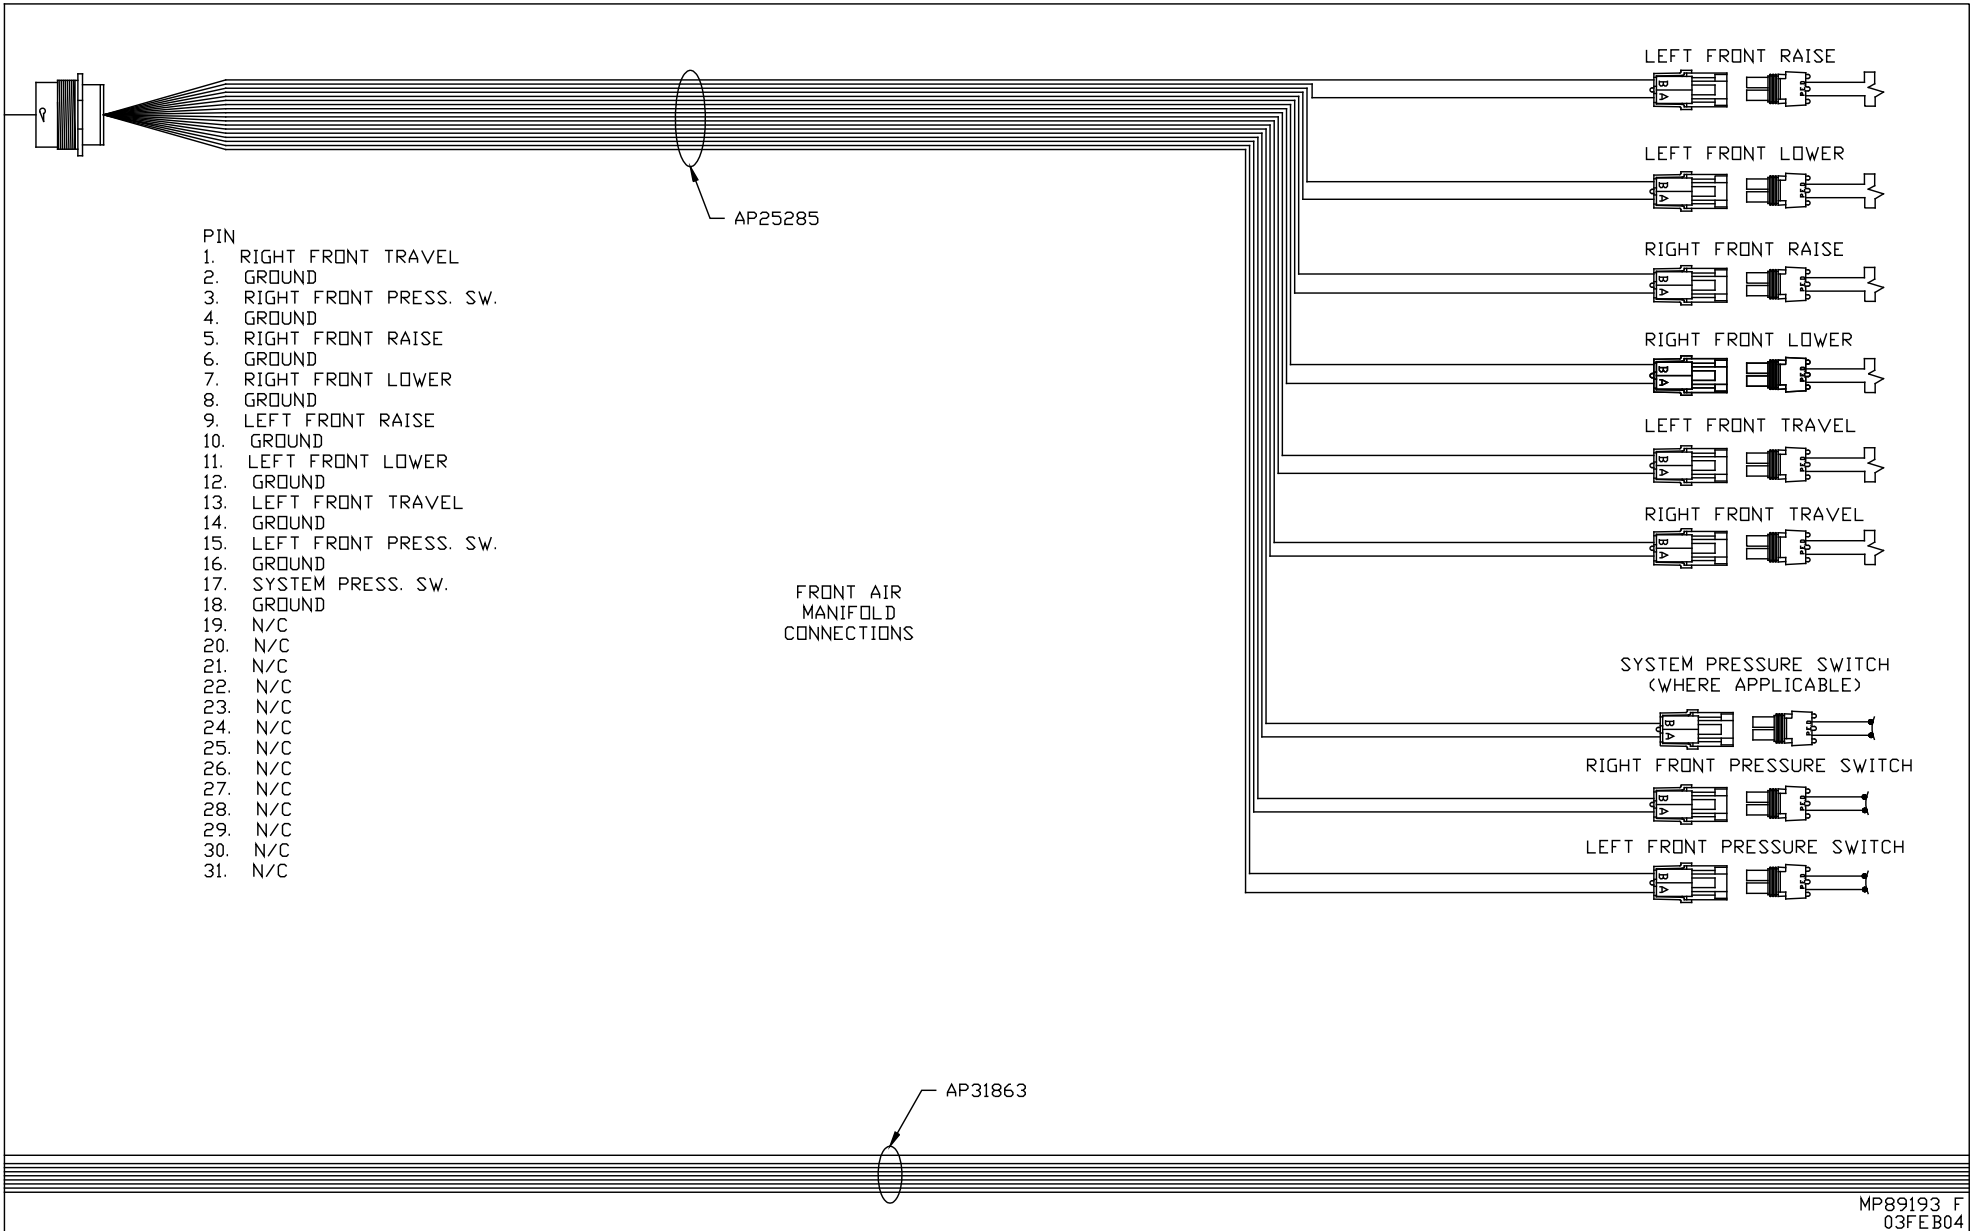 LEFT FRONT RAISE
B
A
LEFT FRONT LOWER
B
A
AP25285
PIN
1. RIGHT FRONT TRAVEL
2. GROUND
3. RIGHT FRONT PRESS. SW.
4. GROUND
5. RIGHT FRONT RAISE
6. GROUND
7. RIGHT FRONT LOWER
8. GROUND
9. LEFT FRONT RAISE
10. GROUND
11. LEFT FRONT LOWER
12. GROUND
13. LEFT FRONT TRAVEL
14. GROUND
15. LEFT FRONT PRESS. SW.
16. GROUND
17. SYSTEM PRESS. SW.
18. GROUND
19. N/C
20. N/C
21. N/C
22. N/C
23. N/C
24. N/C
25. N/C
26. N/C
27. N/C
28. N/C
29. N/C
30. N/C
31. N/C
FRONT AIR
MANIFOLD
CONNECTIONS
RIGHT FRONT RAISE
B
A
RIGHT FRONT LOWER
B
A
LEFT FRONT TRAVEL
B
A
RIGHT FRONT TRAVEL
B
A
SYSTEM PRESSURE SWITCH
(WHERE APPLICABLE)
B
A
RIGHT FRONT PRESSURE SWITCH
B
A
LEFT FRONT PRESSURE SWITCH
B
A
AP31863
MP89193 F
03FEB04